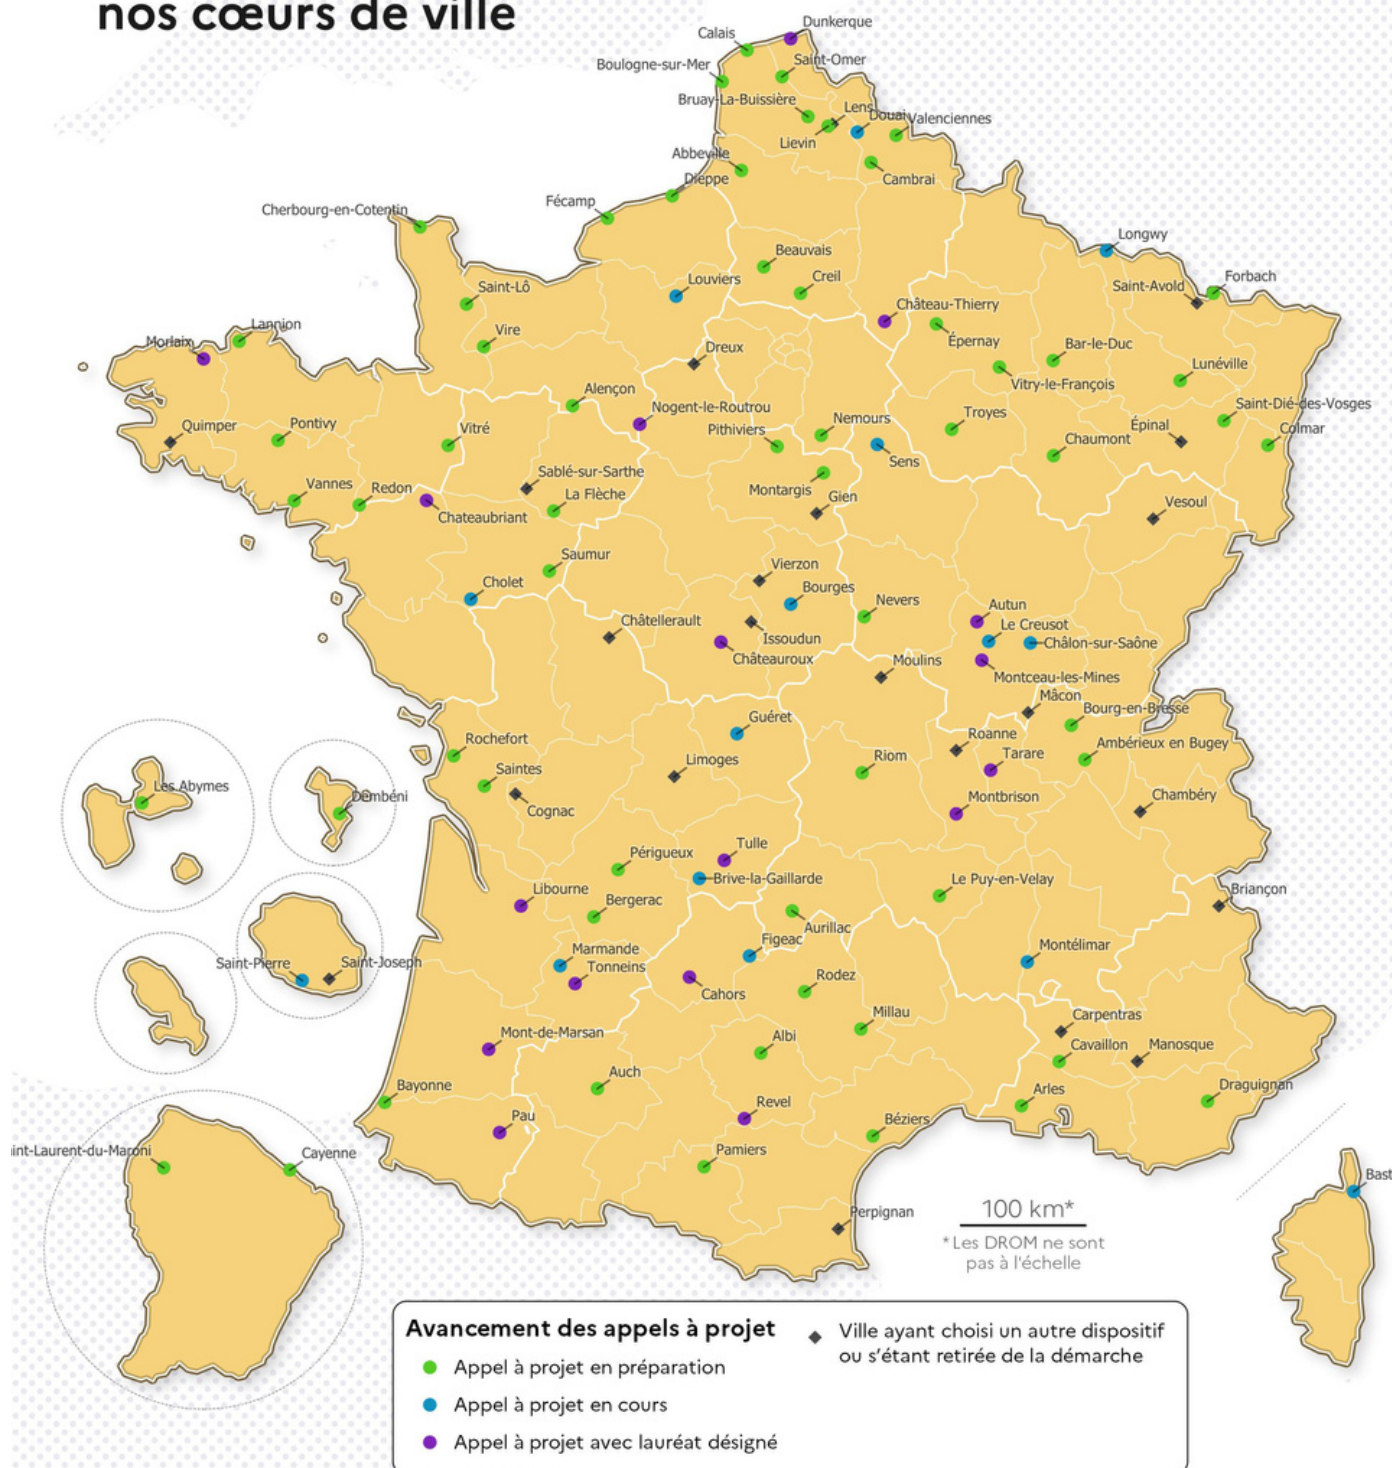 nos cœurs de ville
Dunkerque
Calais
Saint-Omer
Boulogne-sur-Mer
Bruay-La-Buissière
Lens
Douai
Valenciennes
Lievin
Abbeville
Cambrai
Dieppe
Fécamp
Cherbourg-en-Cotentin
Longwy
Beauvais
Forbach
Creil
Saint-Avold
Louviers
Saint-Lô
Château-Thierry
Lannion
Vire
Épernay
Morlaix
Dreux
Bar-le-Duc
Lunéville
Vitry-le-François
Alençon
Nogent-le-Routrou
Saint-Dié-des-Vosges
Troyes
Nemours
Quimper
Pontivy
Vitré
Pithiviers
Épinal
Colmar
Chaumont
Sens
Sablé-sur-Sarthe
Vannes
Redon
La Flèche
Montargis
Gien
Vesoul
Chateaubriant
Saumur
Vierzon
Cholet
Bourges
Nevers
Autun
Châtellerault
Le Creusot
Issoudun
Châlon-sur-Saône
Châteauroux
Moulins
Montceau-les-Mines
Mâcon
Guéret
Bourg-en-Bresse
Rochefort
Roanne
Ambérieux en Bugey
Limoges
Riom
Tarare
Saintes
Les Abymes
Dembéni
Montbrison
Chambéry
Cognac
Tulle
Périgueux
Brive-la-Gaillarde
Le Puy-en-Velay
Libourne
Briançon
Bergerac
Aurillac
Figeac
Montélimar
Marmande
Saint-Pierre
Saint-Joseph
Tonneins
Rodez
Cahors
Millau
Carpentras
Mont-de-Marsan
Albi
Cavaillon
Manosque
Auch
Bayonne
Arles
Draguignan
Revel
Pau
Béziers
int-Laurent-du-Maroni
Cayenne
Pamiers
Bast
Perpignan
100 km*
*Les DROM ne sont
pas à l'échelle
Avancement des appels à projet
Appel à projet en préparation
Appel à projet en cours
Appel à projet avec lauréat désigné
Ville ayant choisi un autre dispositif
ou s'étant retirée de la démarche